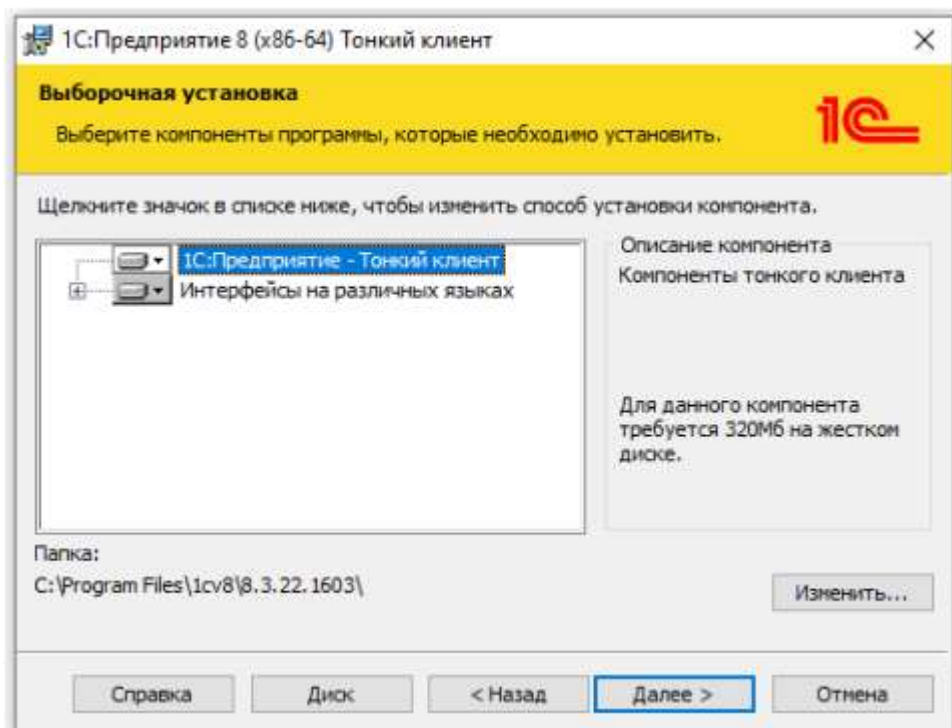 1С:Предприятие 8 (x86-64) Тонкий клиент
Выборочная установка
Выберите компоненты программы, которые необходимо установить.
1С
Щелкните значок в списке ниже, чтобы изменить способ установки компонента.
1С:Предприятие - Тонкий клиент
Интерфейсы на различных языках
Описание компонента
Компоненты тонкого клиента
Для данного компонента
требуется 320Мб на жестком
диске.
Папка:
C:\Program Files\1cv8\8.3.22.1603\
Изменить...
Справка
Диск
< Назад
Далее >
Отмена